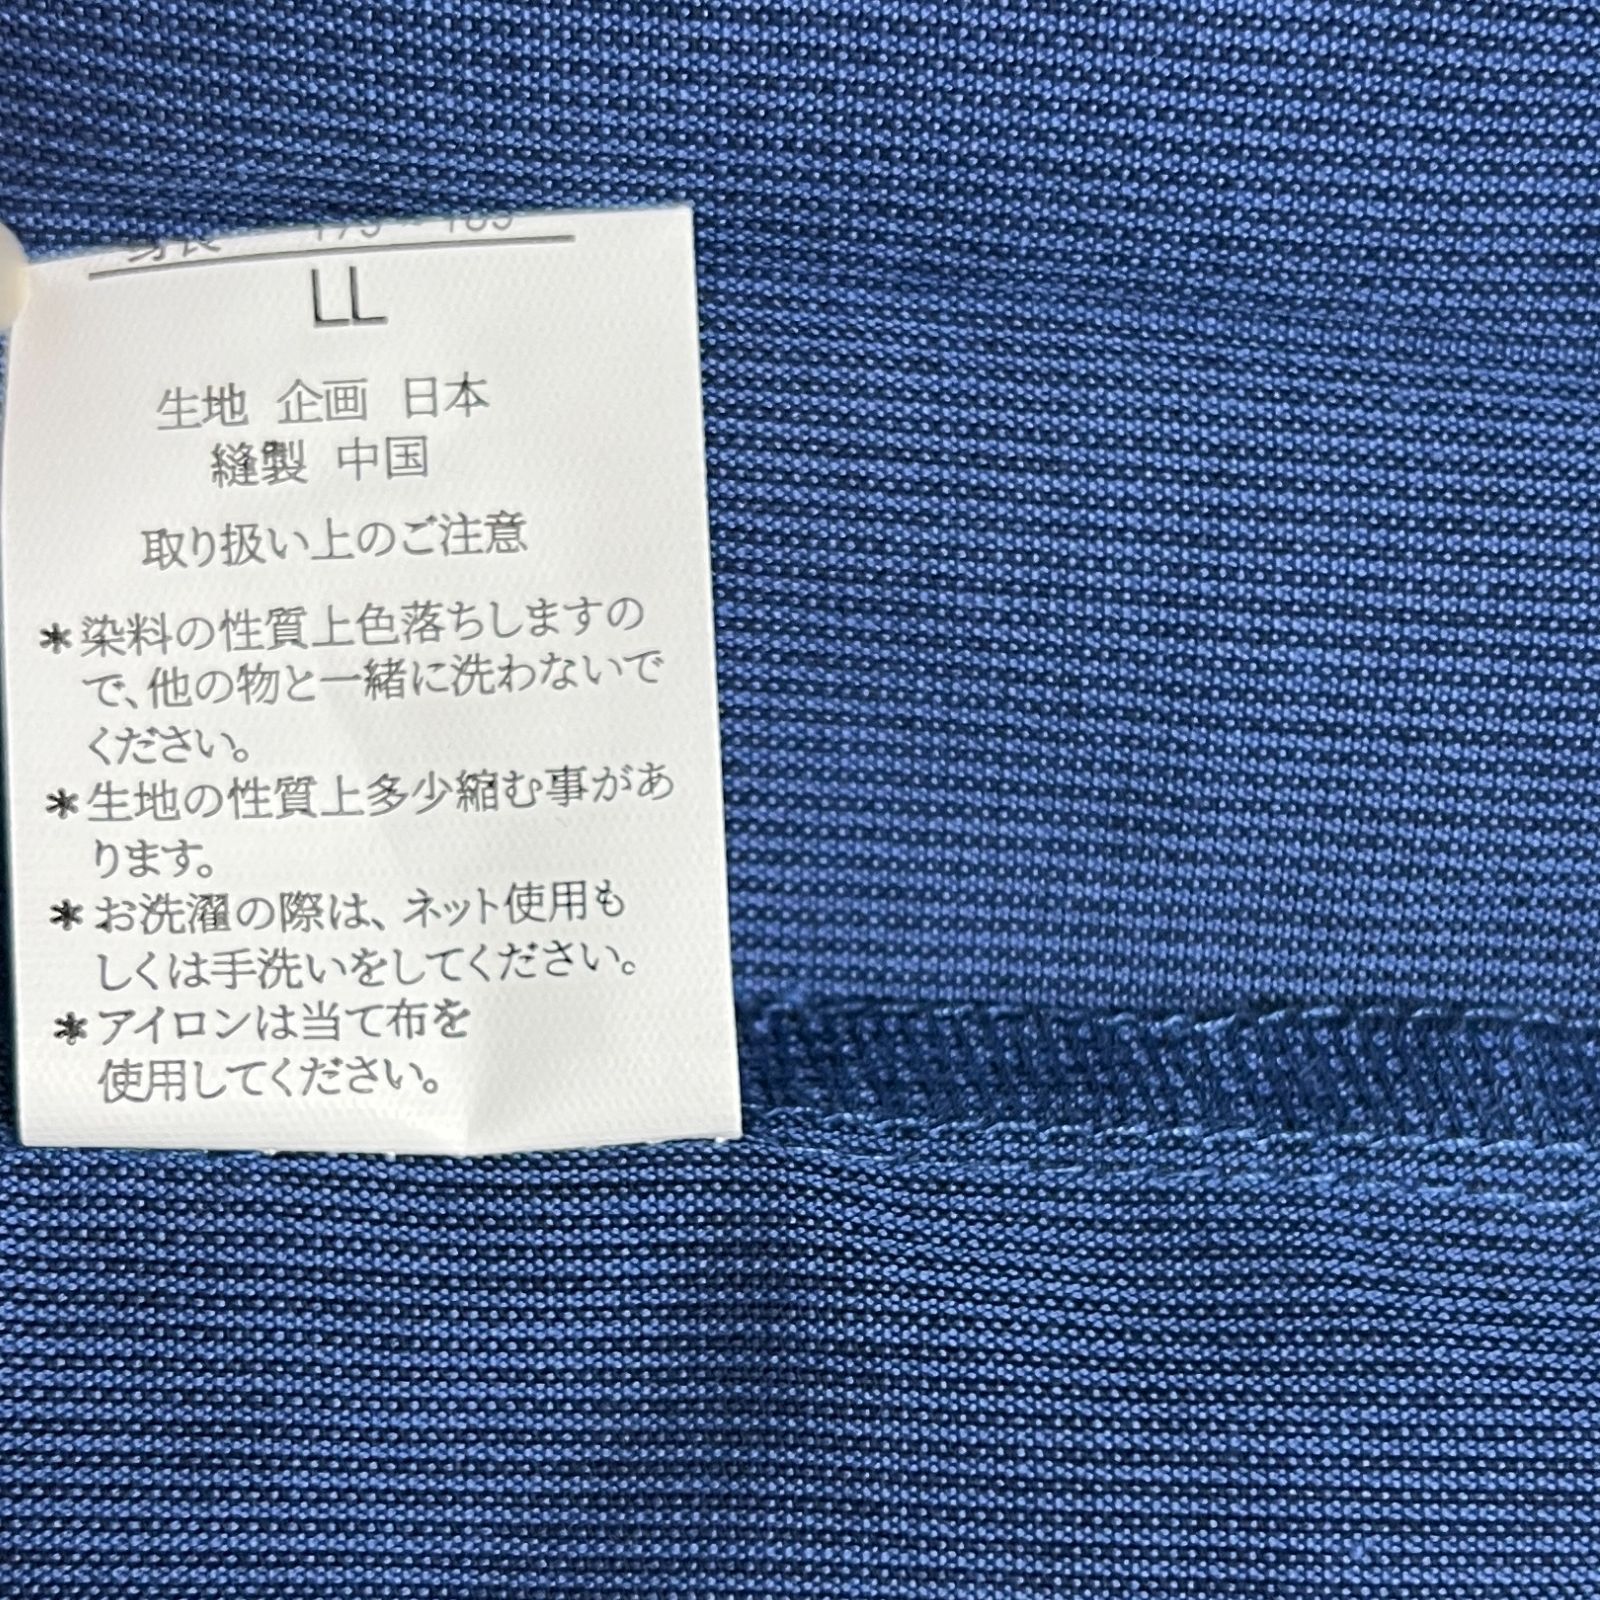 身長 175~185
LL
生地 企画 日本
縫製 中国
取り扱い上のご注意
*染料の性質上色落ちしますの
で、他の物と一緒に洗わないで
ください。
*生地の性質上多少縮む事があ
ります。
*お洗濯の際は、ネット使用も
しくは手洗いをしてください。
*アイロンは当て布を
使用してください。